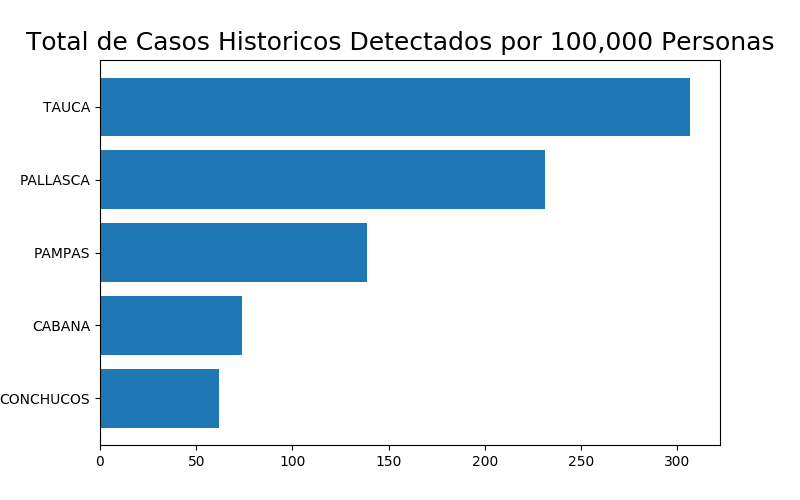 Total de Casos Historicos Detectados por 100,000 Personas
TAUCA
PALLASCA
PAMPAS
CABANA
CONCHUCOS
0 50 100 150 200 250 300